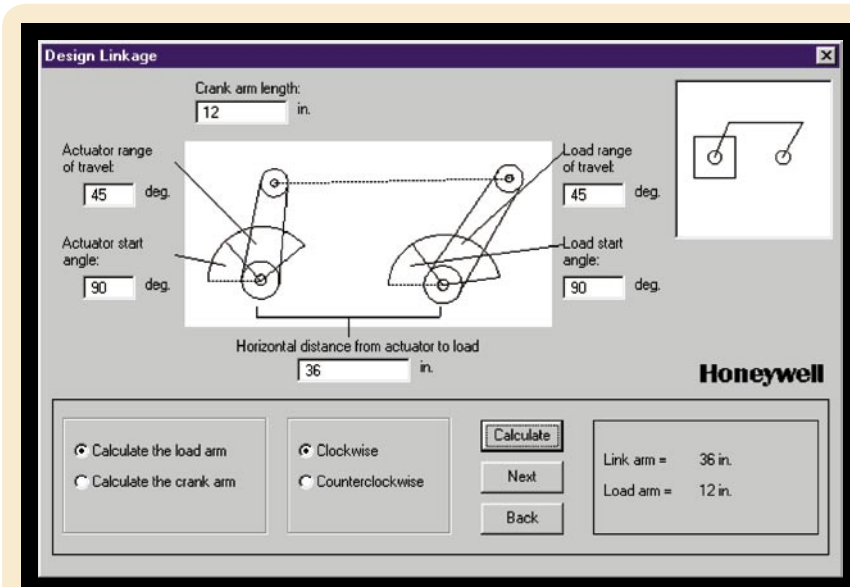 Design Linkage
Crank arm length:
12 in.
Actuator range
of travel:
45 deg.
Load range
of travel:
45 deg.
Actuator start
angle:
90 deg.
Load start
angle:
90 deg.
Horizontal distance from actuator to load
36 in.
Honeywell
Calculate the load arm
Calculate the crank arm
Clockwise
Counterclockwise
Calculate
Next
Back
Link arm = 36 in.
Load arm = 12 in.